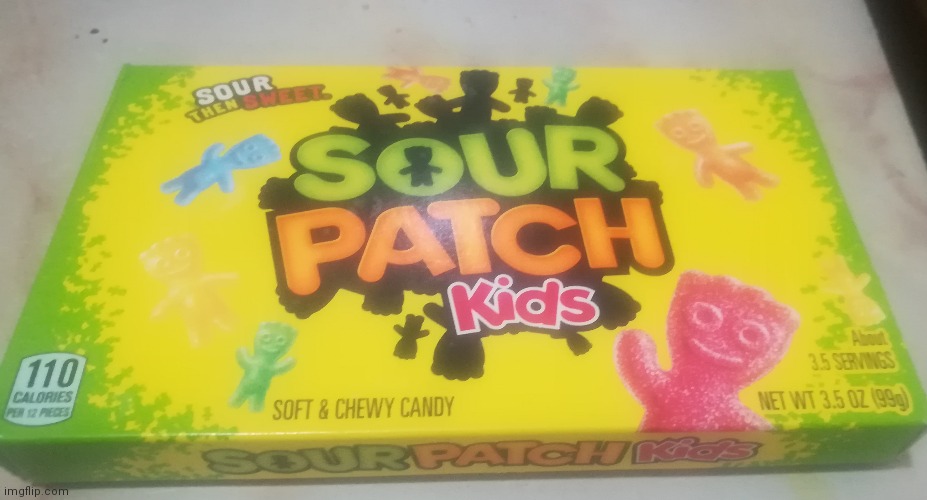 SOUR
THEN SWEET.
SOUR
PATCH
Kids
110
CALORIES
PER 12 PIECES
SOFT & CHEWY CANDY
About
3.5 SERVINGS
NET WT 3.5 OZ (99g)
SOUR PATCH Kids
imgflip.com